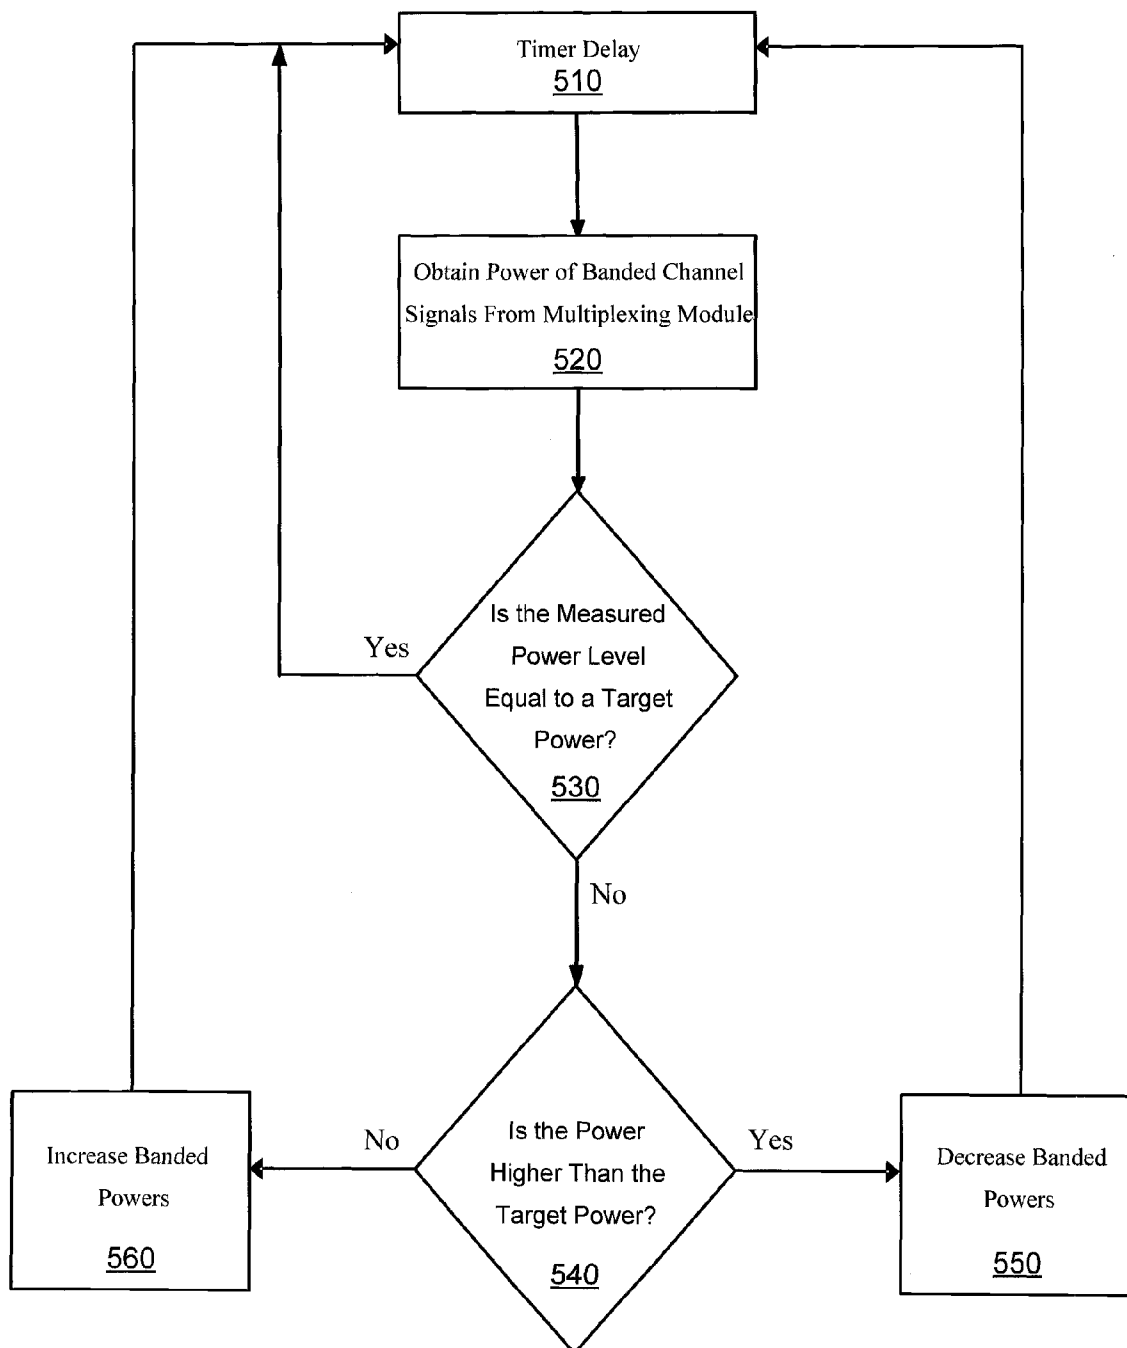 Timer Delay
510
Obtain Power of Banded Channel
Signals From Multiplexing Module
520
Is the Measured
Power Level
Equal to a Target
Power?
530
Yes
No
Is the Power
Higher Than the
Target Power?
540
No
Yes
Increase Banded
Powers
560
Decrease Banded
Powers
550